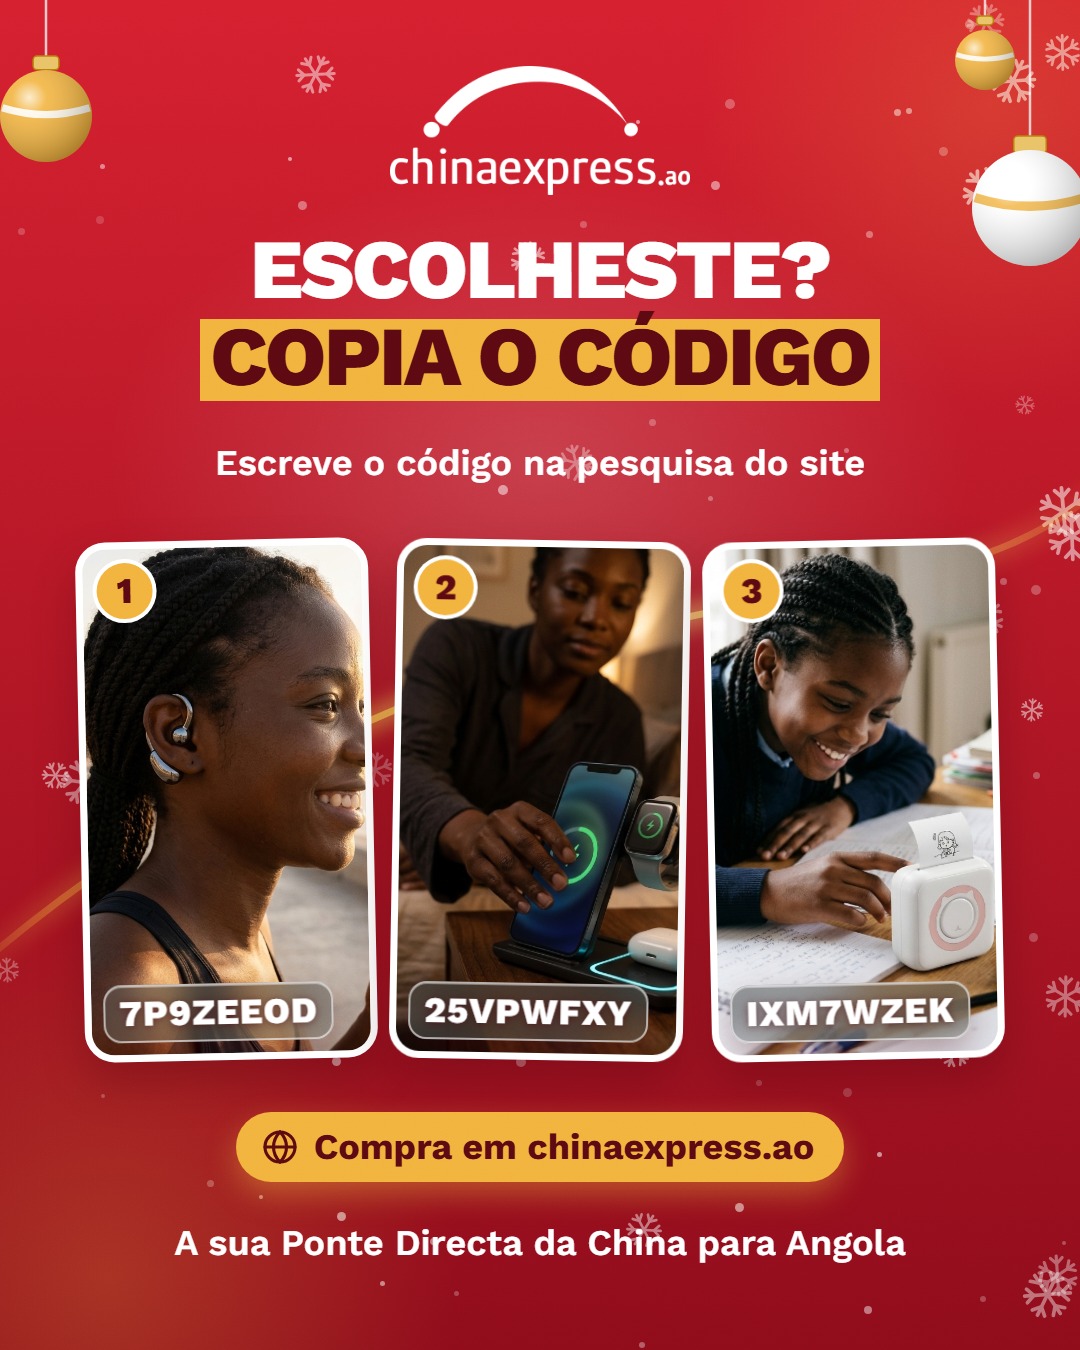 chinaexpress.ao
ESCOLHESTE?
COPIA O CÓDIGO
Escreve o código na pesquisa do site
1
2
3
7P9ZEEOD
25VPWFXY
IXM7WZEK
Compra em chinaexpress.ao
A sua Ponte Directa da China para Angola